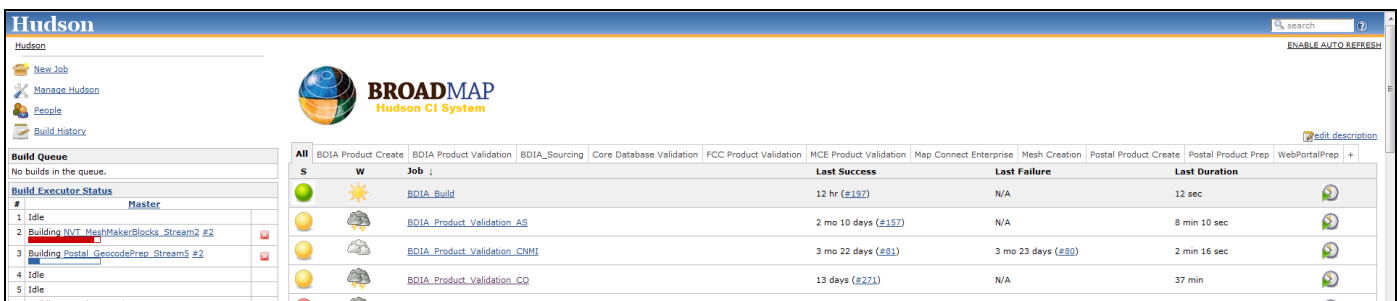 Hudson
search
Hudson
ENABLE AUTO REFRESH
New Job
Manage Hudson
People
Build History
BROADMAP
Hudson CI System
edit description
Build Queue
No builds in the queue.
Build Executor Status
# Master
1 Idle
2 Building NVT_MeshMakerBlocks_Stream2 #2
3 Building Postal_GeocodePrep_Stream5 #2
4 Idle
5 Idle
All BDIA Product Create BDIA Product Validation BDIA_Sourcing Core Database Validation FCC Product Validation MCE Product Validation Map Connect Enterprise Mesh Creation Postal Product Create Postal Product Prep WebPortalPrep +
S W Job ↓ Last Success Last Failure Last Duration
BDIA_Build 12 hr (#197) N/A 12 sec
BDIA_Product_Validation_AS 2 mo 10 days (#157) N/A 8 min 10 sec
BDIA_Product_Validation_CNMI 3 mo 22 days (#81) 3 mo 23 days (#80) 2 min 16 sec
BDIA_Product_Validation_CO 13 days (#271) N/A 37 min